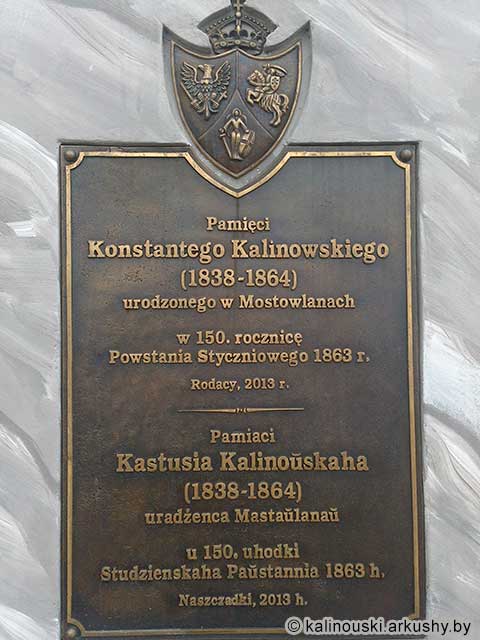 Pamięci
Konstantego Kalinowskiego
(1838-1864)
urodzonego w Mostowlanach
w 150. rocznicę
Powstania Styczniowego 1863 r.
Rodacy, 2013 r.
Pamiaci
Kastusia Kalinoŭskaha
(1838-1864)
uradżenca Mastaŭlanaŭ
u 150. uhodki
Studzienskaha Paŭstannia 1863 h.
Naszczadki, 2013 h.
© kalinouski.arkushy.by